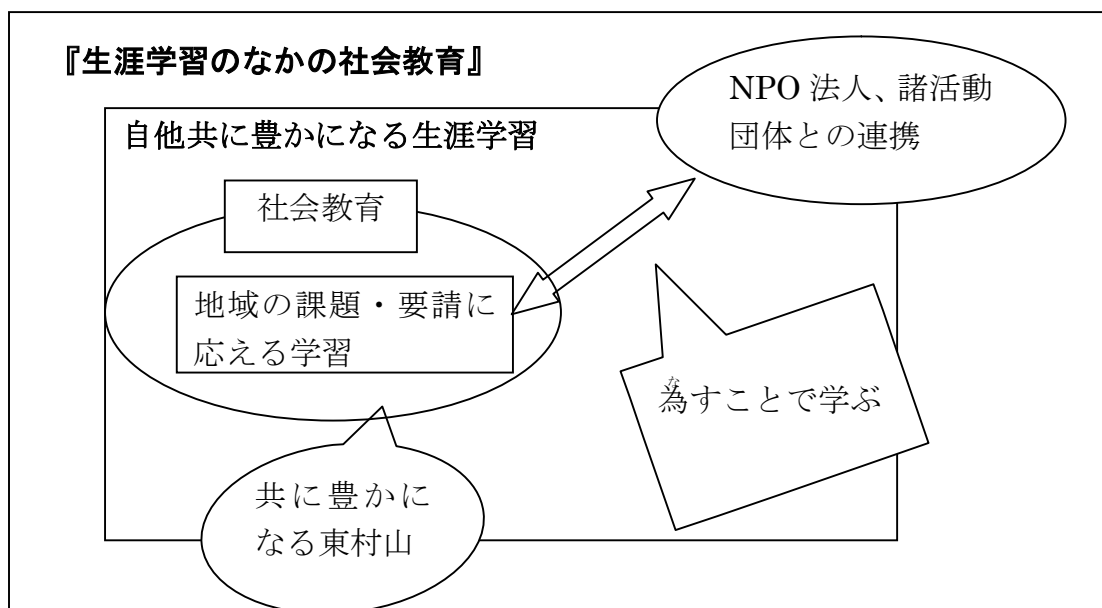 『生涯学習のなかの社会教育』
NPO 法人、諸活動
団体との連携
自他共に豊かになる生涯学習
社会教育
地域の課題・要請に
応える学習
な
為すことで学ぶ
共に豊かに
なる東村山